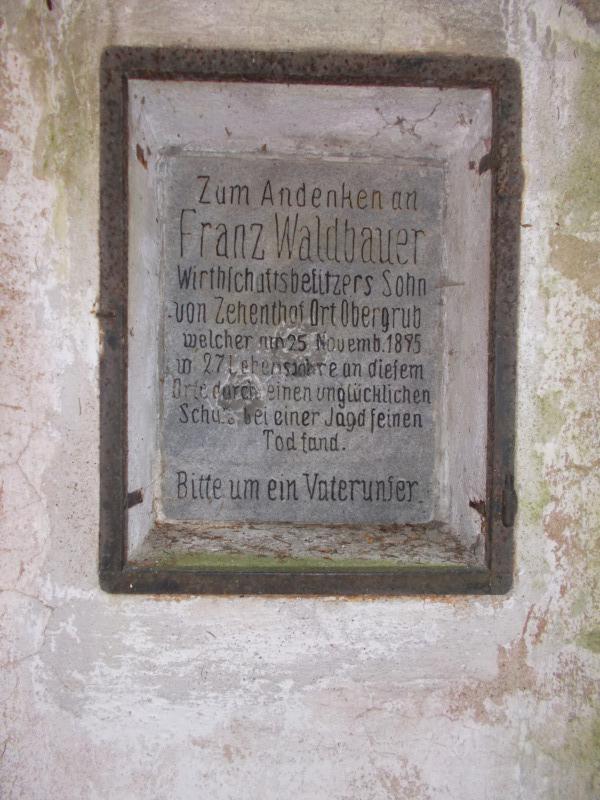 Zum Andenken an
Franz Waldbauer
Wirthſchaftsbeſitzers Sohn
von Zehenthof Ort Obergrub
welcher am 25 Novemb. 1895
in 27 Lebensjahre an dieſem
Orte durch einen unglücklichen
Schuß bei einer Jagd ſeinen
Tod fand.
Bitte um ein Vaterunſer.